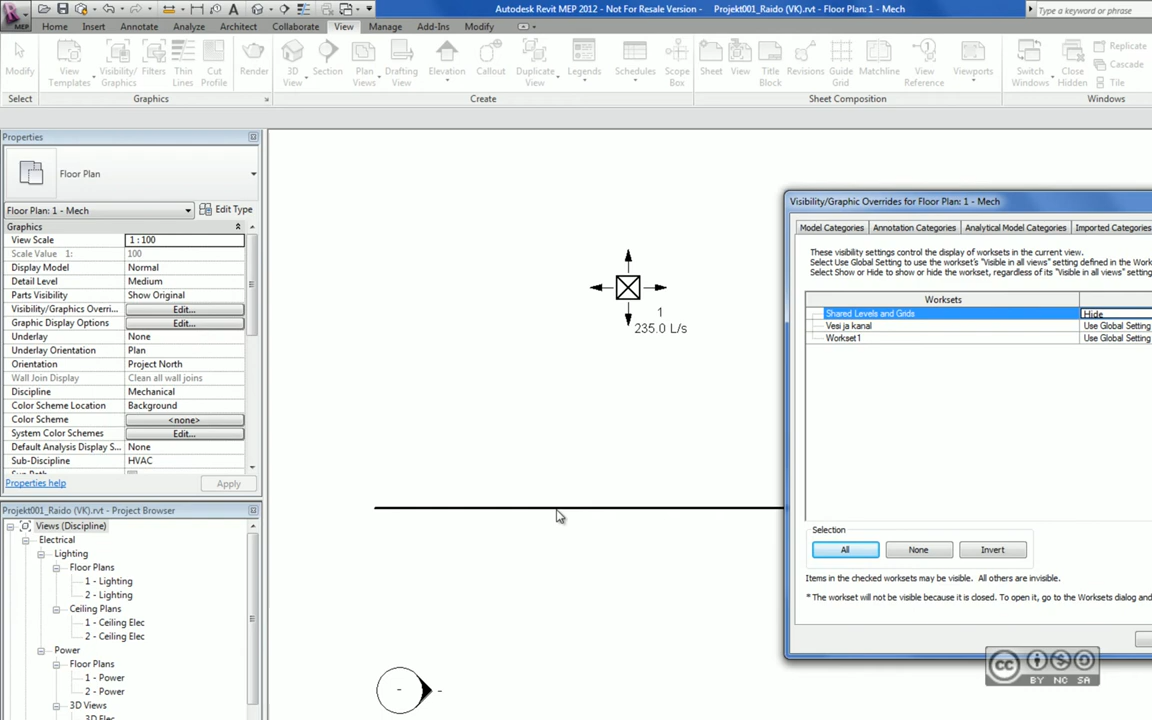 Autodesk Revit MEP 2012 - Not For Resale Version - Projekt001_Raido (VK).rvt - Floor Plan: 1 - Mech
Type a keyword or phrase
MEP
Home Insert Annotate Analyze Architect Collaborate View Manage Add-Ins Modify
Modify View Templates Visibility/ Graphics Filters Thin Lines Cut Profile Render 3D View Section Plan Views Drafting View Elevation Callout Duplicate View Legends Schedules Scope Box Sheet View Title Block Revisions Guide Grid Matchline View Reference Viewports Switch Windows Close Hidden Replicate Cascade Tile
Select Graphics Create Sheet Composition Windows
Properties
Floor Plan
Floor Plan: 1 - Mech Edit Type
Graphics
View Scale 1 : 100
Scale Value 1: 100
Display Model Normal
Detail Level Medium
Parts Visibility Show Original
Visibility/Graphics Overri... Edit...
Graphic Display Options Edit...
Underlay None
Underlay Orientation Plan
Orientation Project North
Wall Join Display Clean all wall joins
Discipline Mechanical
Color Scheme Location Background
Color Scheme <none>
System Color Schemes Edit...
Default Analysis Display S... None
Sub-Discipline HVAC
Properties help Apply
Projekt001_Raido (VK).rvt - Project Browser
Views (Discipline)
Electrical
Lighting
Floor Plans
1 - Lighting
2 - Lighting
Ceiling Plans
1 - Ceiling Elec
2 - Ceiling Elec
Power
Floor Plans
1 - Power
2 - Power
3D Views
3D Elec
1
235.0 L/s
Visibility/Graphic Overrides for Floor Plan: 1 - Mech
Model Categories Annotation Categories Analytical Model Categories Imported Categories
These visibility settings control the display of worksets in the current view.
Select Use Global Setting to use the workset's "Visible in all views" setting defined in the Work
Select Show or Hide to show or hide the workset, regardless of its "Visible in all views" setting
Worksets
Shared Levels and Grids Hide
Vesi ja kanal Use Global Setting
Workset1 Use Global Setting
Selection
All None Invert
Items in the checked worksets may be visible. All others are invisible.
* The workset will not be visible because it is closed. To open it, go to the Worksets dialog and
cc
BY NC SA